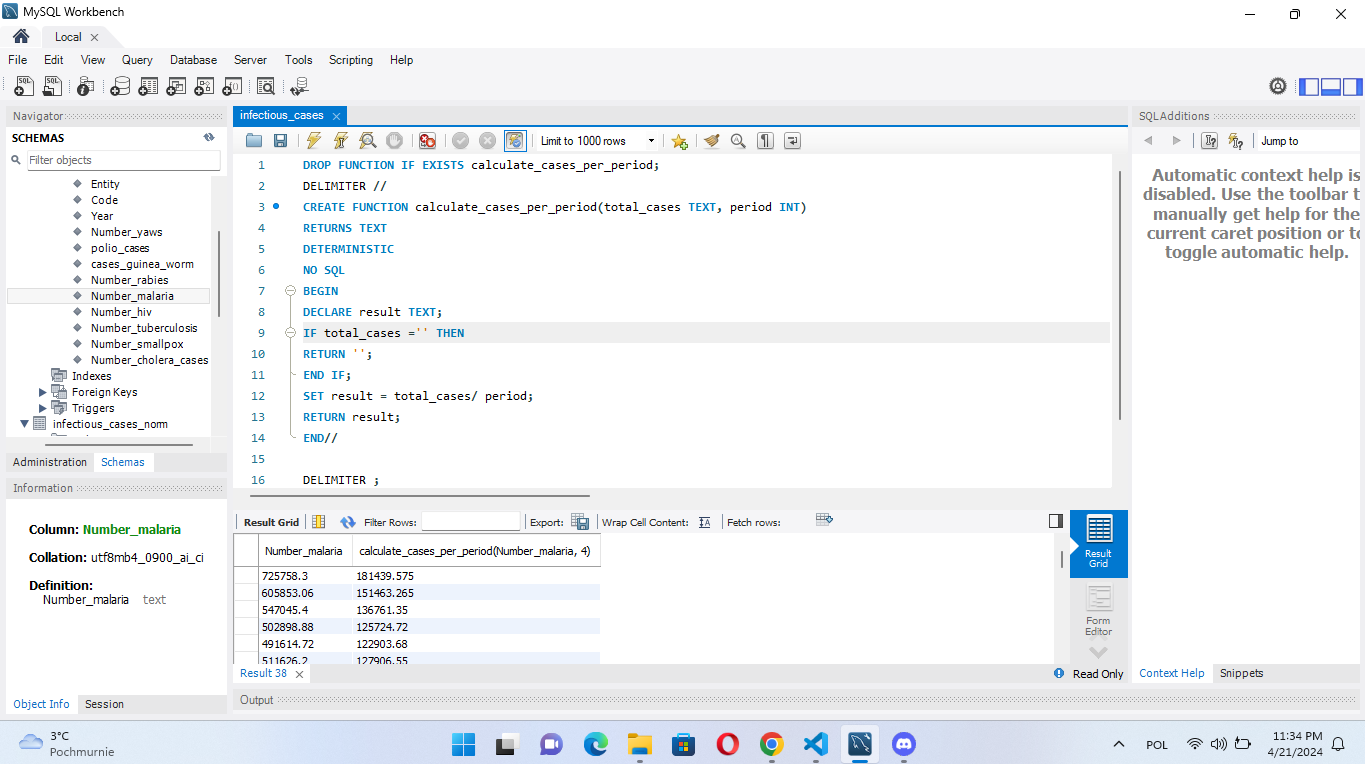 MySQL Workbench
Local
File Edit View Query Database Server Tools Scripting Help
Navigator
SCHEMAS
Filter objects
Entity
Code
Year
Number_yaws
polio_cases
cases_guinea_worm
Number_rabies
Number_malaria
Number_hiv
Number_tuberculosis
Number_smallpox
Number_cholera_cases
Indexes
Foreign Keys
Triggers
infectious_cases_nom
Administration Schemas
Information
Column: Number_malaria
Collation: utf8mb4_0900_ai_ci
Definition:
Number_malaria text
Object Info Session
infectious_cases
Limit to 1000 rows
1 DROP FUNCTION IF EXISTS calculate_cases_per_period;
2 DELIMITER //
3 CREATE FUNCTION calculate_cases_per_period(total_cases TEXT, period INT)
4 RETURNS TEXT
5 DETERMINISTIC
6 NO SQL
7 BEGIN
8 DECLARE result TEXT;
9 IF total_cases ='' THEN
10 RETURN '';
11 END IF;
12 SET result = total_cases/ period;
13 RETURN result;
14 END//
15
16 DELIMITER ;
Result Grid Filter Rows: Export: Wrap Cell Content: Fetch rows:
Number_malaria calculate_cases_per_period(Number_malaria, 4)
725758.3 181439.575
605853.06 151463.265
547045.4 136761.35
502898.88 125724.72
491614.72 122903.68
511626.2 127906.55
Result Grid
Form Editor
Result 38
Read Only
Output
SQLAdditions
Jump to
Automatic context help is
disabled. Use the toolbar t
manually get help for the
current caret position or to
toggle automatic help.
Context Help Snippets
3°C
Pochmurnie
POL
11:34 PM
4/21/2024